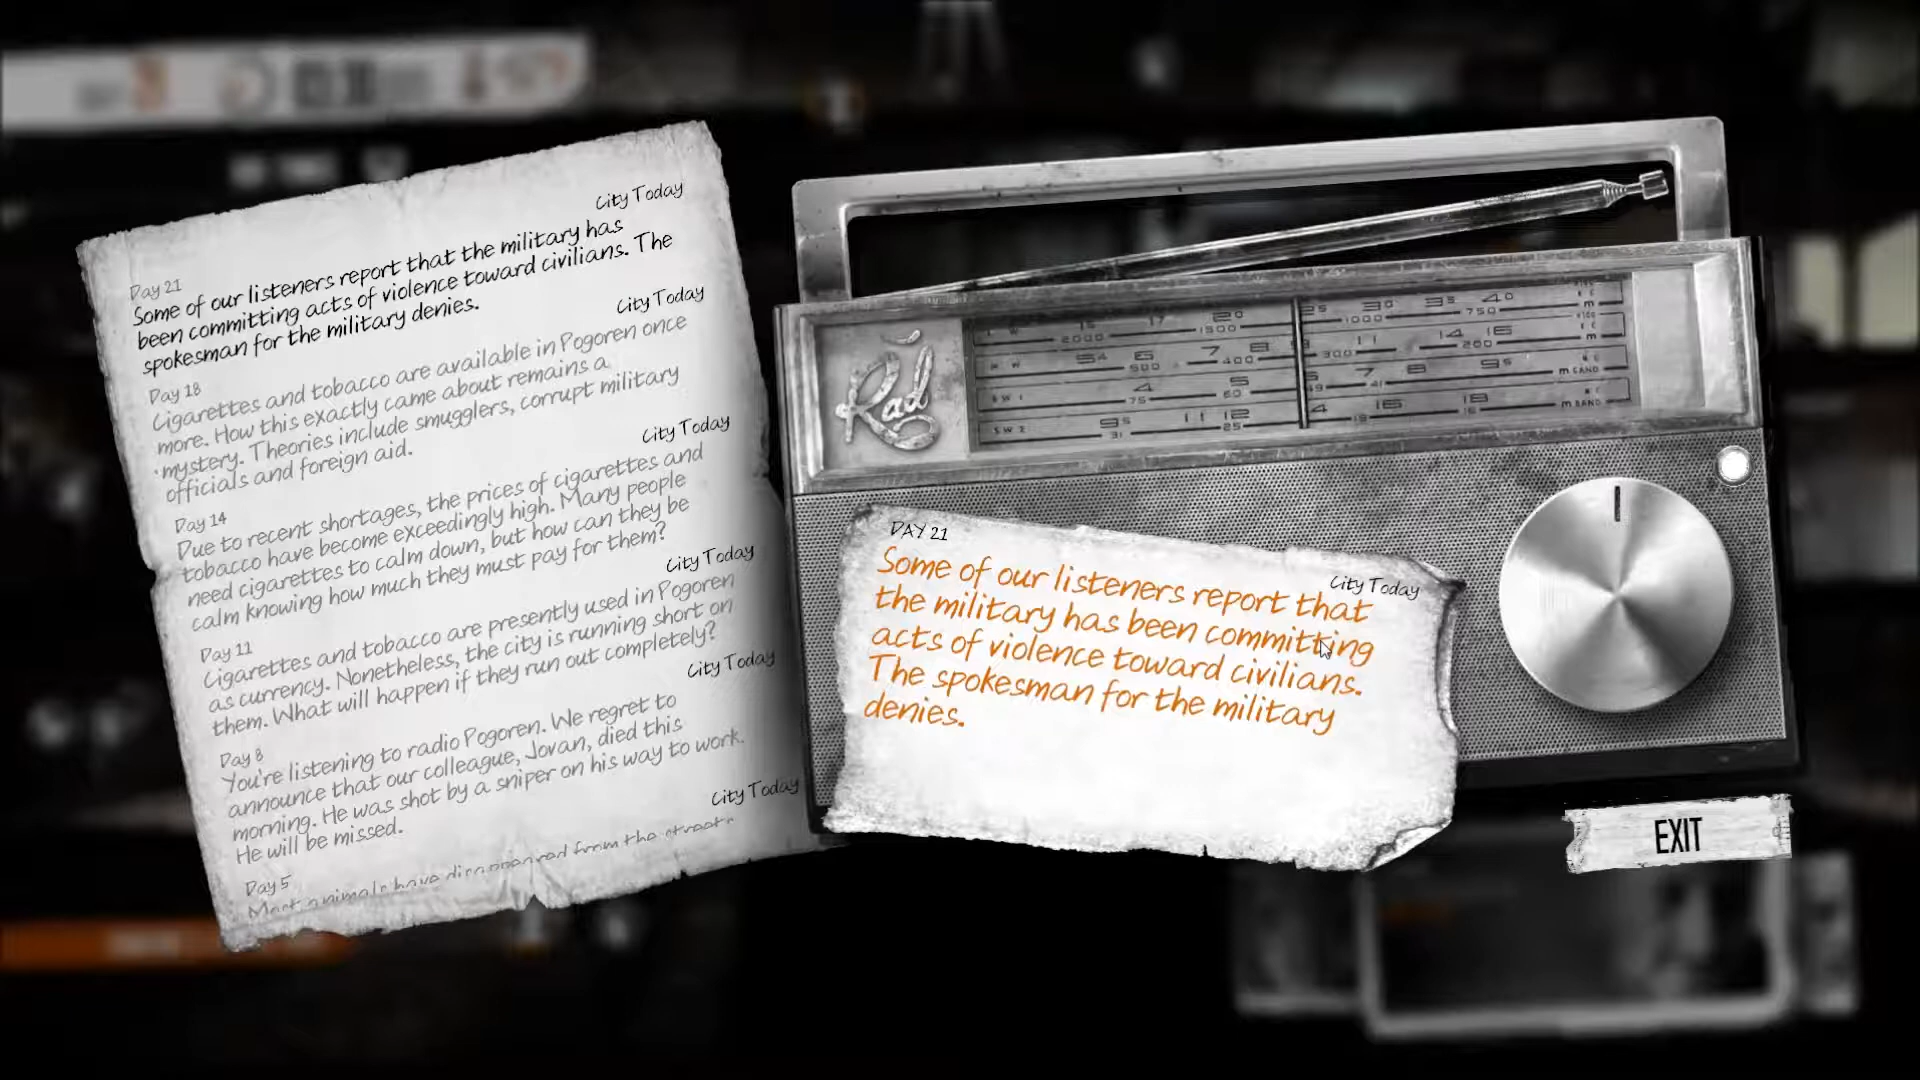 City Today
Day 21
Some of our listeners report that the military has
been committing acts of violence toward civilians. The
spokesman for the military denies.
City Today
Day 18
Cigarettes and tobacco are available in Pogoren once
more. How this exactly came about remains a
mystery. Theories include smugglers, corrupt military
officials and foreign aid.
City Today
Day 14
Due to recent shortages, the prices of cigarettes and
tobacco have become exceedingly high. Many people
need cigarettes to calm down, but how can they be
calm knowing how much they must pay for them?
City Today
Day 11
Cigarettes and tobacco are presently used in Pogoren
as currency. Nonetheless, the city is running short on
them. What will happen if they run out completely?
City Today
Day 8
You're listening to radio Pogoren. We regret to
announce that our colleague, Jovan, died this
morning. He was shot by a sniper on his way to work.
He will be missed.
City Today
Day 5
Most animals have disappeared from the streets
Rad
DAY 21
City Today
Some of our listeners report that
the military has been committing
acts of violence toward civilians.
The spokesman for the military
denies.
EXIT